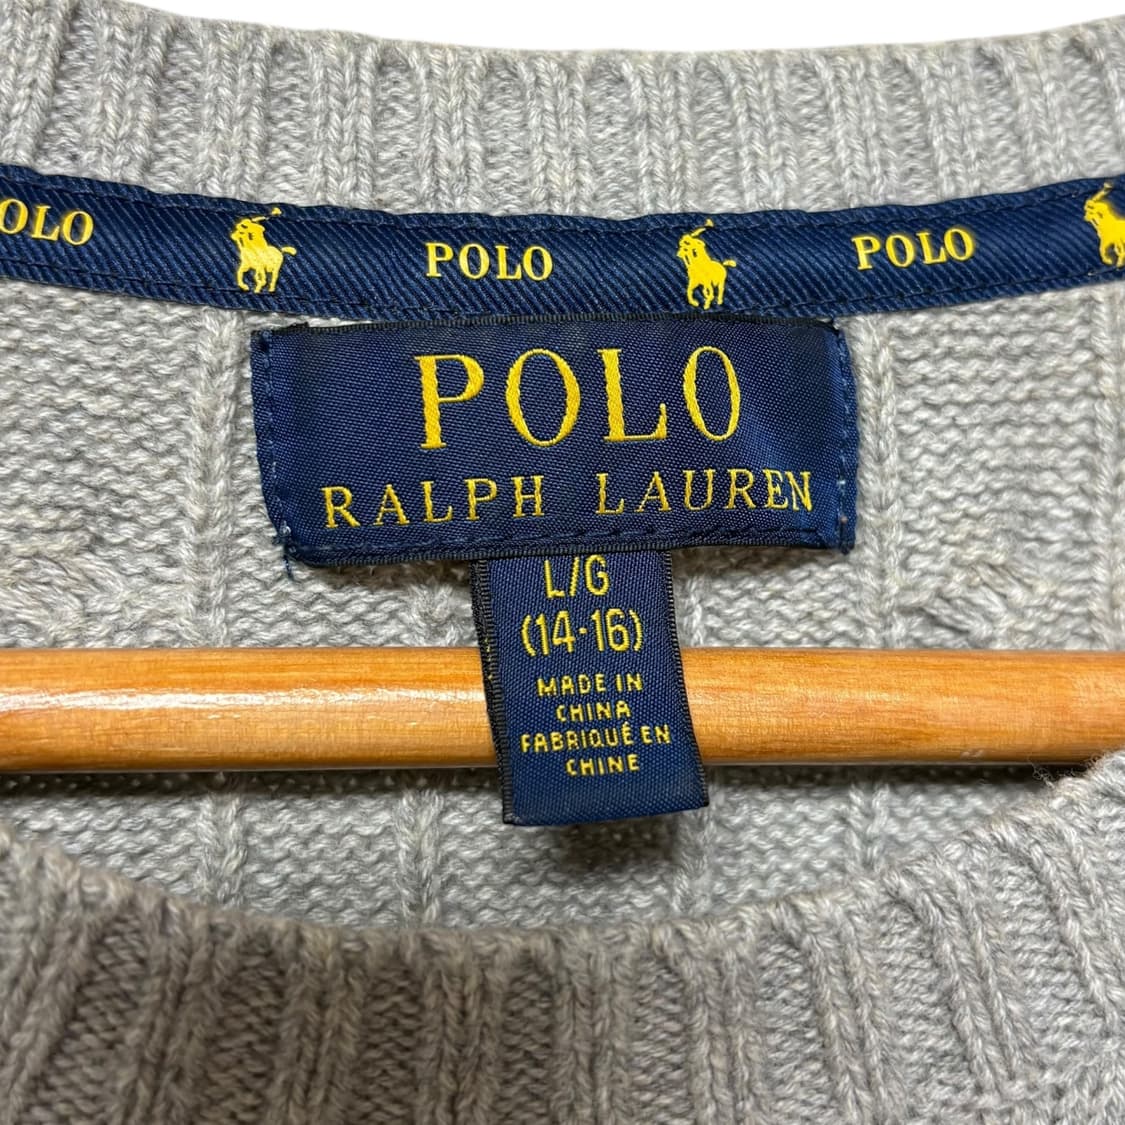 OLO POLO POLO
POLO
RALPH LAUREN
L/G
(14-16)
MADE IN
CHINA
FABRIQUÉ EN
CHINE